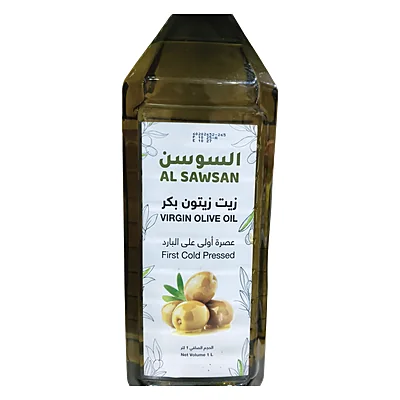 السوسن
AL SAWSAN
زيت زيتون بكر
VIRGIN OLIVE OIL
عصرة أولى على البارد
First Cold Pressed
الحجم الصافي 1 لتر
Net Volume 1 L